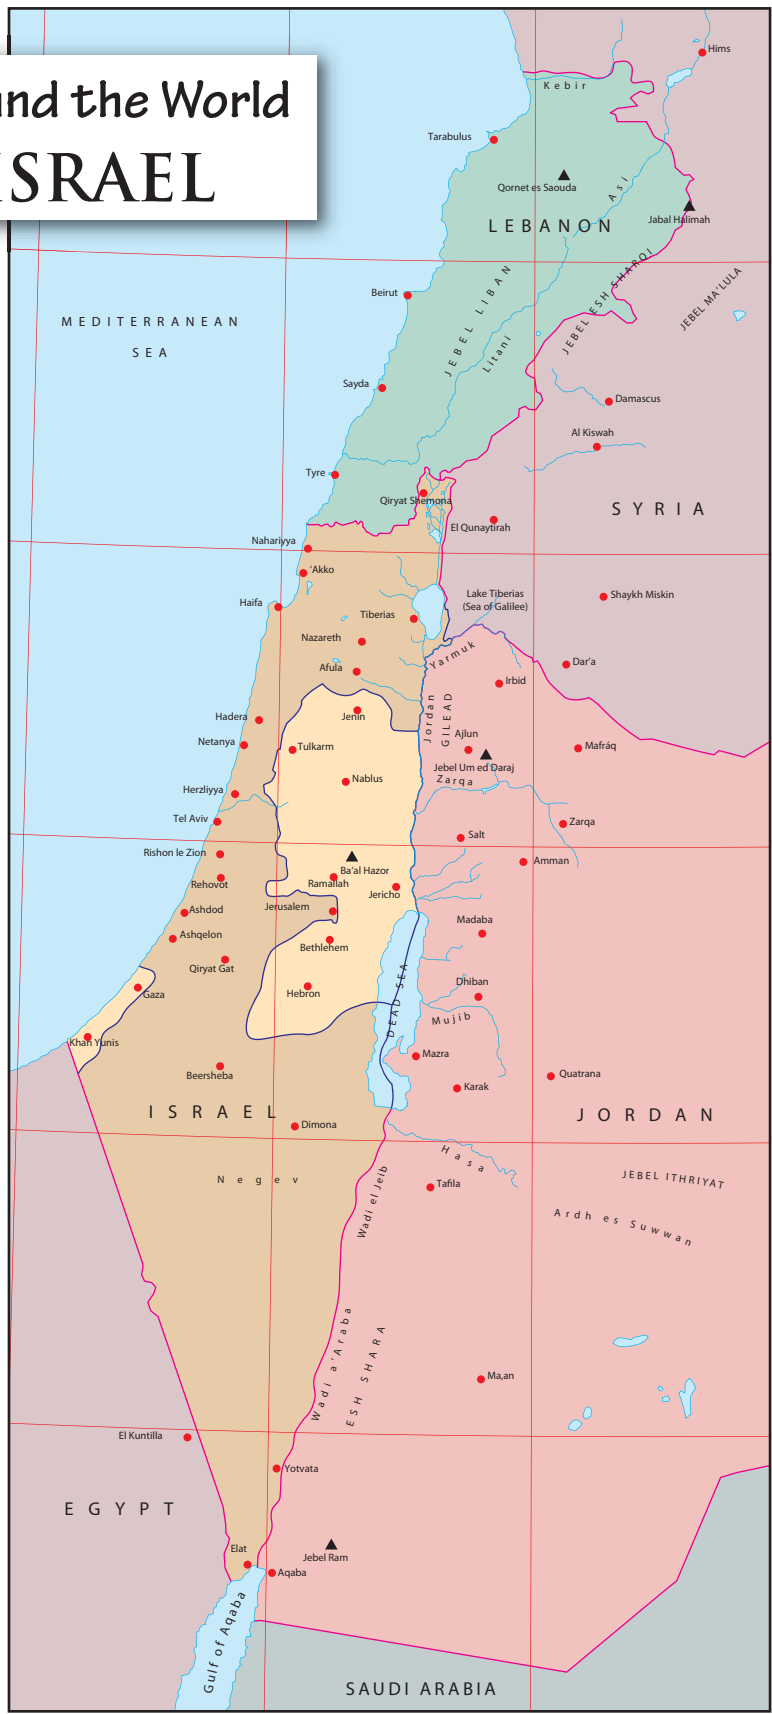 und the World
ISRAEL
Hims
Kebir
Tarabulus
Qornet es Saouda
Asi
Jabal Halimah
LEBANON
JEBEL ESH SHARQI
JEBEL MA'LULA
JEBEL LIBAN
Beirut
MEDITERRANEAN
SEA
Litani
Sayda
Damascus
Al Kiswah
Tyre
Qiryat Shemona
SYRIA
El Qunaytirah
Nahariyya
'Akko
Lake Tiberias
(Sea of Galilee)
Shaykh Miskin
Haifa
Tiberias
Nazareth
Yarmuk
Afula
Dar'a
Irbid
Jordan
GILEAD
Hadera
Jenin
Netanya
Tulkarm
Ajlun
Mafráq
Jebel Um ed Daraj
Nablus
Zarqa
Herzliyya
Tel Aviv
Zarqa
Salt
Rishon le Zion
Amman
Ba'al Hazor
Rehovot
Ramallah
Jericho
Ashdod
Jerusalem
Madaba
Ashqelon
Bethlehem
Qiryat Gat
Dhiban
Gaza
Hebron
DEAD SEA
Mujib
Khan Yunis
Mazra
Beersheba
Quatrana
Karak
ISRAEL
JORDAN
Dimona
Hasa
Negev
Tafila
JEBEL ITHRIYAT
Wadi el Jeib
Ardh es Suwwan
Wadi a'Araba
ESH SHARA
Ma,an
El Kuntilla
Yotvata
EGYPT
Elat
Jebel Ram
Aqaba
Gulf of Aqaba
SAUDI ARABIA